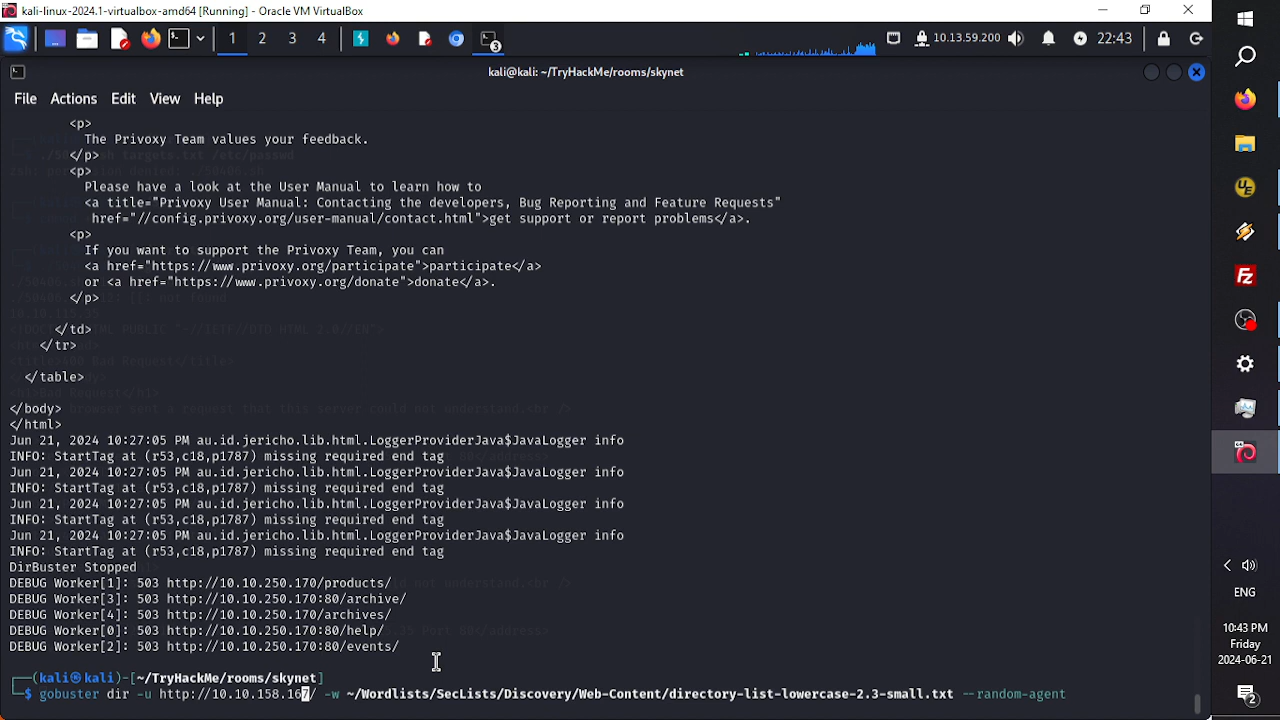 kali-linux-2024.1-virtualbox-amd64 [Running] - Oracle VM VirtualBox
1 2 3 4 3 10.13.59.200 22:43
kali@kali: ~/TryHackMe/rooms/skynet
File Actions Edit View Help
<p>
The Privoxy Team values your feedback.
</p>
<p>
Please have a look at the User Manual to learn how to
<a title="Privoxy User Manual: Contacting the developers, Bug Reporting and Feature Requests"
href="//config.privoxy.org/user-manual/contact.html">get support or report problems</a>.
<p>
If you want to support the Privoxy Team, you can
<a href="https://www.privoxy.org/participate">participate</a>
or <a href="https://www.privoxy.org/donate">donate</a>.
</p>
</td>
</tr>
</table>
</body>
</html>
Jun 21, 2024 10:27:05 PM au.id.jericho.lib.html.LoggerProviderJava$JavaLogger info
INFO: StartTag at (r53,c18,p1787) missing required end tag
Jun 21, 2024 10:27:05 PM au.id.jericho.lib.html.LoggerProviderJava$JavaLogger info
INFO: StartTag at (r53,c18,p1787) missing required end tag
Jun 21, 2024 10:27:05 PM au.id.jericho.lib.html.LoggerProviderJava$JavaLogger info
INFO: StartTag at (r53,c18,p1787) missing required end tag
Jun 21, 2024 10:27:05 PM au.id.jericho.lib.html.LoggerProviderJava$JavaLogger info
INFO: StartTag at (r53,c18,p1787) missing required end tag
DirBuster Stopped
DEBUG Worker[1]: 503 http://10.10.250.170/products/
DEBUG Worker[3]: 503 http://10.10.250.170:80/archive/
DEBUG Worker[4]: 503 http://10.10.250.170/archives/
DEBUG Worker[0]: 503 http://10.10.250.170:80/help/
DEBUG Worker[2]: 503 http://10.10.250.170:80/events/
┌──(kali㉿kali)-[~/TryHackMe/rooms/skynet]
└─$ gobuster dir -u http://10.10.158.167/ -w ~/Wordlists/SecLists/Discovery/Web-Content/directory-list-lowercase-2.3-small.txt --random-agent
ENG
10:43 PM
Friday
2024-06-21
2